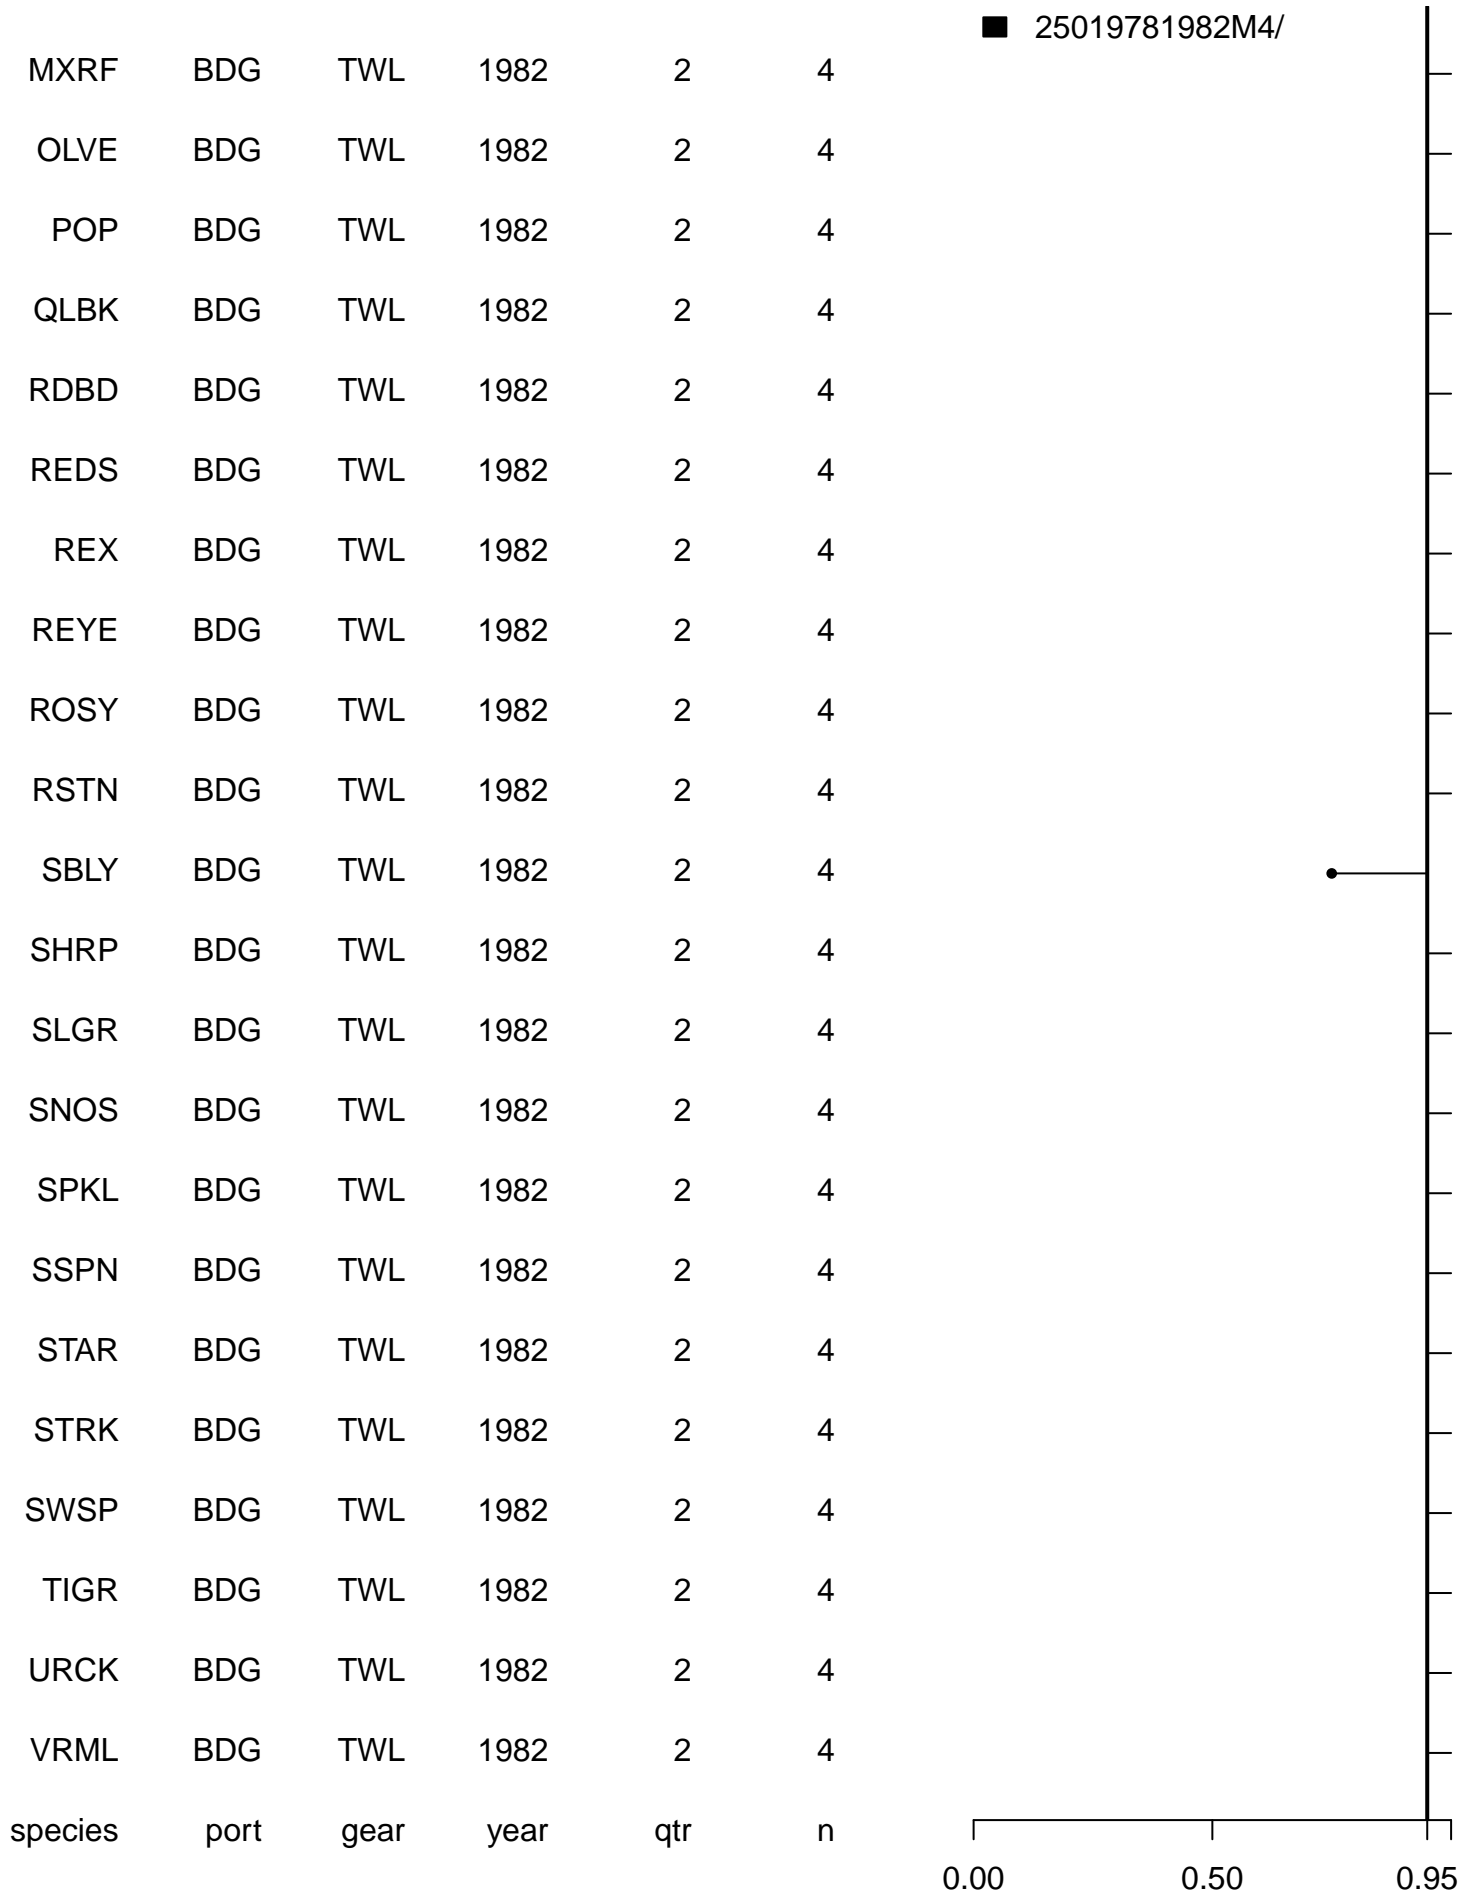 25019781982M4/
MXRF BDG TWL 1982 2 4
OLVE BDG TWL 1982 2 4
POP BDG TWL 1982 2 4
QLBK BDG TWL 1982 2 4
RDBD BDG TWL 1982 2 4
REDS BDG TWL 1982 2 4
REX BDG TWL 1982 2 4
REYE BDG TWL 1982 2 4
ROSY BDG TWL 1982 2 4
RSTN BDG TWL 1982 2 4
SBLY BDG TWL 1982 2 4
SHRP BDG TWL 1982 2 4
SLGR BDG TWL 1982 2 4
SNOS BDG TWL 1982 2 4
SPKL BDG TWL 1982 2 4
SSPN BDG TWL 1982 2 4
STAR BDG TWL 1982 2 4
STRK BDG TWL 1982 2 4
SWSP BDG TWL 1982 2 4
TIGR BDG TWL 1982 2 4
URCK BDG TWL 1982 2 4
VRML BDG TWL 1982 2 4
species port gear year qtr n
0.00 0.50 0.95